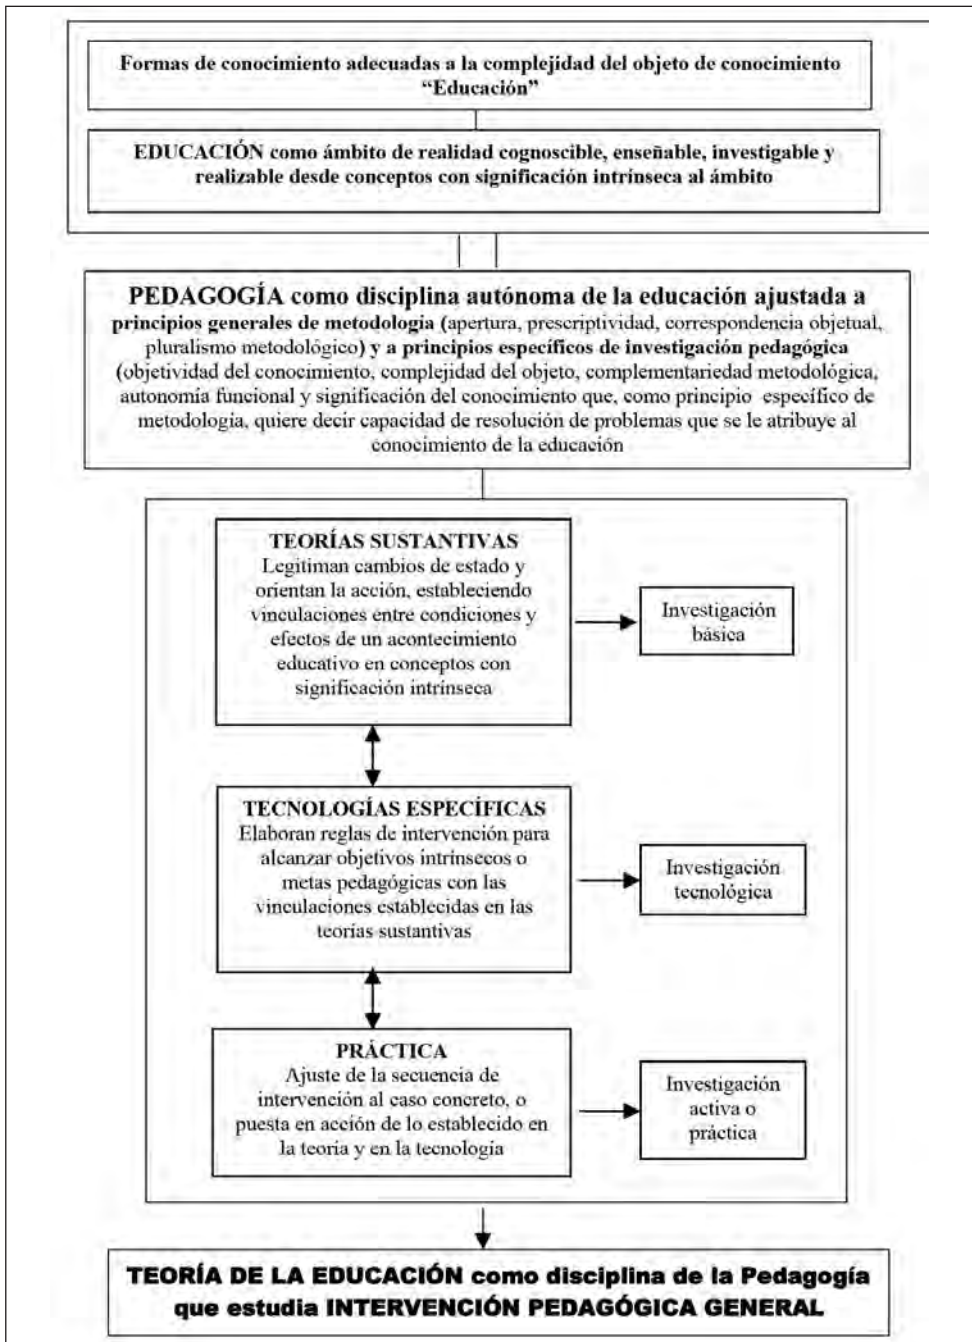 Formas de conocimiento adecuadas a la complejidad del objeto de conocimiento
“Educación”
EDUCACIÓN como ámbito de realidad cognoscible, enseñable, investigable y
realizable desde conceptos con significación intrínseca al ámbito
PEDAGOGÍA como disciplina autónoma de la educación ajustada a
principios generales de metodología (apertura, prescriptividad, correspondencia objetual,
pluralismo metodológico) y a principios específicos de investigación pedagógica
(objetividad del conocimiento, complejidad del objeto, complementariedad metodológica,
autonomía funcional y significación del conocimiento que, como principio específico de
metodología, quiere decir capacidad de resolución de problemas que se le atribuye al
conocimiento de la educación
TEORÍAS SUSTANTIVAS
Legitiman cambios de estado y
orientan la acción, estableciendo
vinculaciones entre condiciones y
efectos de un acontecimiento
educativo en conceptos con
significación intrínseca
Investigación
básica
TECNOLOGÍAS ESPECÍFICAS
Elaboran reglas de intervención para
alcanzar objetivos intrínsecos o
metas pedagógicas con las
vinculaciones establecidas en las
teorías sustantivas
Investigación
tecnológica
PRÁCTICA
Ajuste de la secuencia de
intervención al caso concreto, o
puesta en acción de lo establecido en
la teoría y en la tecnología
Investigación
activa o
práctica
TEORÍA DE LA EDUCACIÓN como disciplina de la Pedagogía
que estudia INTERVENCIÓN PEDAGÓGICA GENERAL